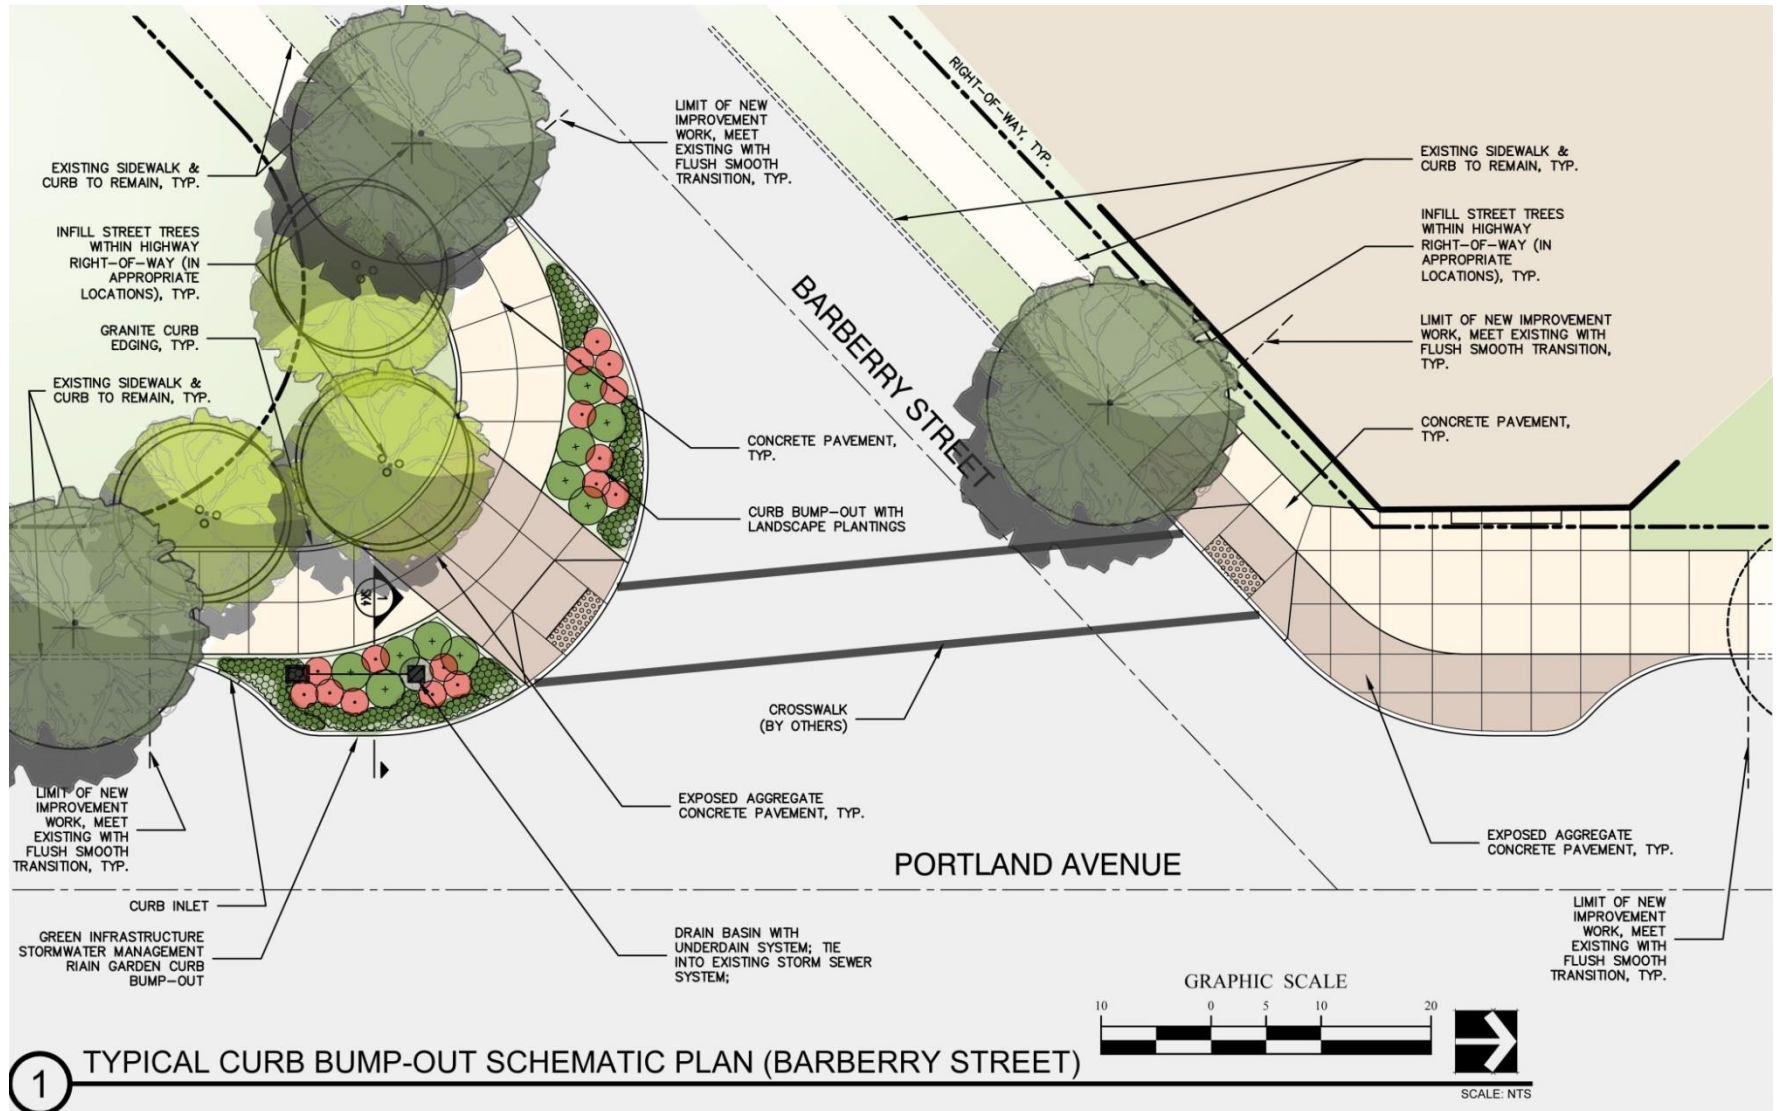 EXISTING SIDEWALK &
CURB TO REMAIN, TYP.
INFILL STREET TREES
WITHIN HIGHWAY
RIGHT-OF-WAY (IN
APPROPRIATE
LOCATIONS), TYP.
GRANITE CURB
EDGING, TYP.
EXISTING SIDEWALK &
CURB TO REMAIN, TYP.
LIMIT OF NEW
IMPROVEMENT
WORK, MEET
EXISTING WITH
FLUSH SMOOTH
TRANSITION, TYP.
RIGHT-OF-WAY, TYP.
EXISTING SIDEWALK &
CURB TO REMAIN, TYP.
INFILL STREET TREES
WITHIN HIGHWAY
RIGHT-OF-WAY (IN
APPROPRIATE
LOCATIONS), TYP.
LIMIT OF NEW IMPROVEMENT
WORK, MEET EXISTING WITH
FLUSH SMOOTH TRANSITION,
TYP.
CONCRETE PAVEMENT,
TYP.
BARBERRY STREET
CONCRETE PAVEMENT,
TYP.
CURB BUMP-OUT WITH
LANDSCAPE PLANTINGS
1
SK4
CROSSWALK
(BY OTHERS)
EXPOSED AGGREGATE
CONCRETE PAVEMENT, TYP.
EXPOSED AGGREGATE
CONCRETE PAVEMENT, TYP.
LIMIT OF NEW
IMPROVEMENT
WORK, MEET
EXISTING WITH
FLUSH SMOOTH
TRANSITION, TYP.
PORTLAND AVENUE
CURB INLET
GREEN INFRASTRUCTURE
STORMWATER MANAGEMENT
RIAIN GARDEN CURB
BUMP-OUT
DRAIN BASIN WITH
UNDERDAIN SYSTEM; TIE
INTO EXISTING STORM SEWER
SYSTEM;
LIMIT OF NEW
IMPROVEMENT
WORK, MEET
EXISTING WITH
FLUSH SMOOTH
TRANSITION, TYP.
GRAPHIC SCALE
10 0 5 10 20
1 TYPICAL CURB BUMP-OUT SCHEMATIC PLAN (BARBERRY STREET)
SCALE: NTS